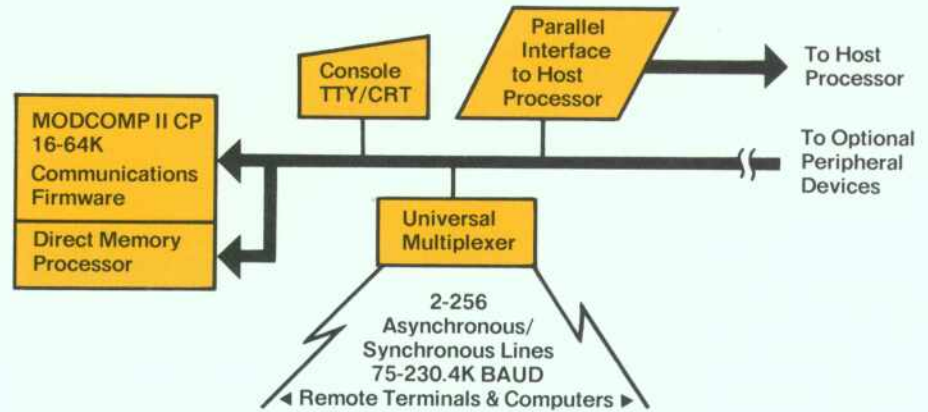 Console
TTY/CRT
Parallel
Interface
to Host
Processor
To Host
Processor
MODCOMP II CP
16-64K
Communications
Firmware
Direct Memory
Processor
To Optional
Peripheral
Devices
Universal
Multiplexer
2-256
Asynchronous/
Synchronous Lines
75-230.4K BAUD
◄ Remote Terminals & Computers ►